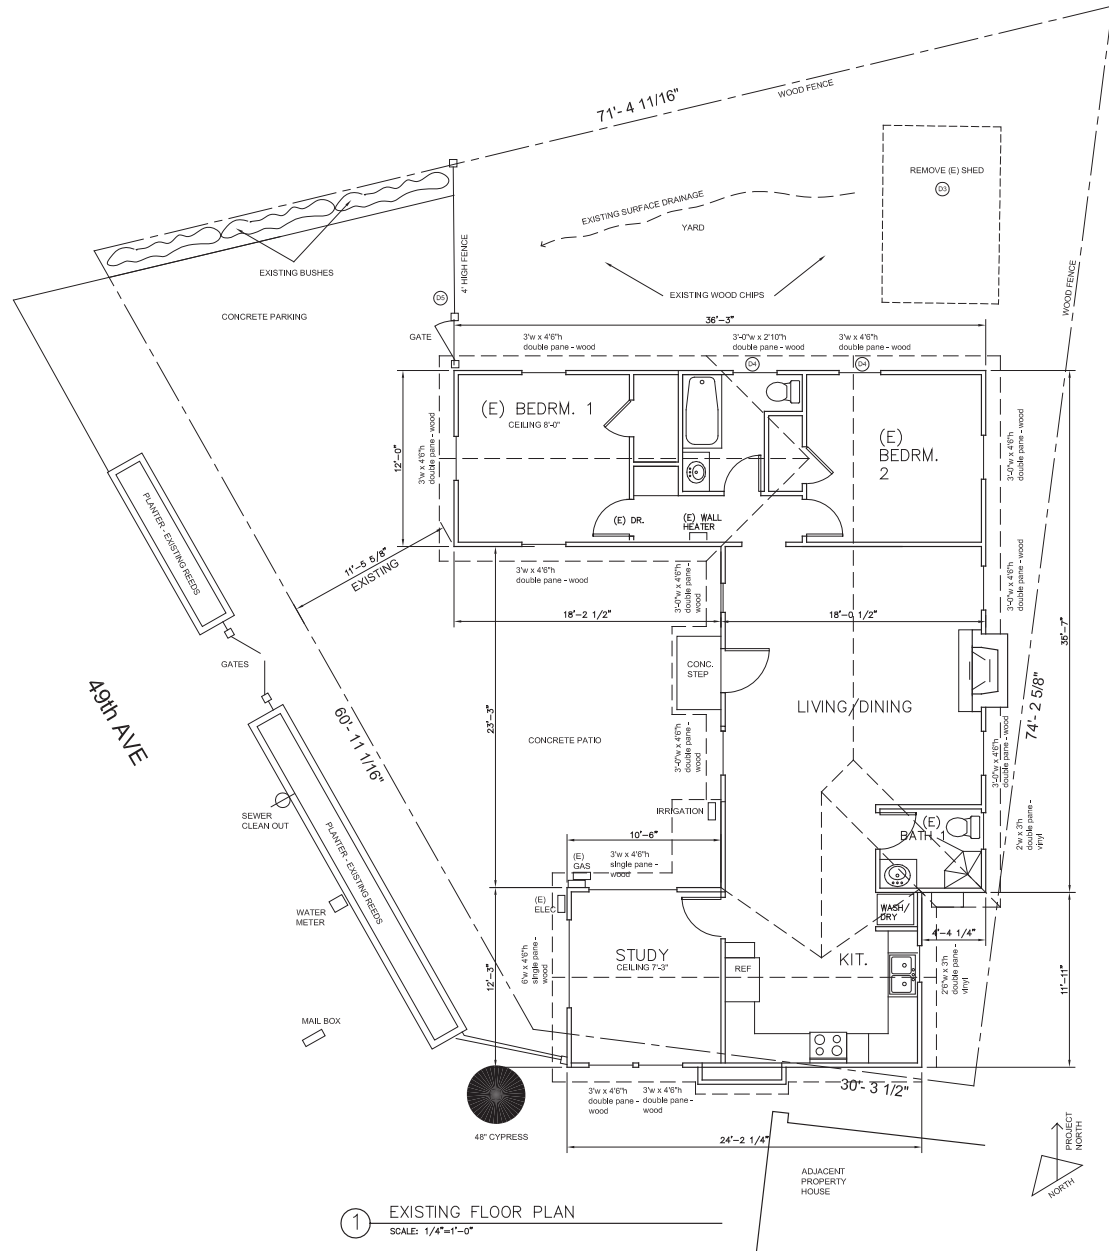 71'- 4 11/16"
WOOD FENCE
REMOVE (E) SHED
D3
EXISTING SURFACE DRAINAGE
YARD
WOOD FENCE
EXISTING BUSHES
4' HIGH FENCE
EXISTING WOOD CHIPS
D5
CONCRETE PARKING
GATE
36'-3"
3'w x 4'6"h
double pane - wood
3'-0"w x 2'10"h
double pane - wood
3'w x 4'6"h
double pane - wood
D4
D4
12'-0"
3'w x 4'6"h
double pane - wood
(E) BEDRM. 1
CEILING 8'-0"
(E)
BEDRM.
2
3'-0"w x 4'6"h
double pane - wood
(E) DR.
(E) WALL
HEATER
PLANTER - EXISTING REEDS
11'-5 5/8"
EXISTING
3'w x 4'6"h
double pane - wood
3'-0"w x 4'6"h
double pane -
wood
3'-0"w x 4'6"h
double pane - wood
18'-2 1/2"
18'-0 1/2"
36'-7"
GATES
CONC.
STEP
49th AVE
60'- 11 1/16"
LIVING/DINING
74'- 2 5/8"
23'-3"
CONCRETE PATIO
3'-0"w x 4'6"h
double pane -
wood
3'-0"w x 4'6"h
double pane - wood
SEWER
CLEAN OUT
IRRIGATION
PLANTER - EXISTING REEDS
10'-6"
(E)
BATH 1
2'w x 3'h
double pane -
vinyl
(E)
GAS
3'w x 4'6"h
single pane -
wood
(E)
ELEC
WATER
METER
WASH/
DRY
4'-4 1/4"
12'-3"
6'w x 4'6"h
single pane -
wood
STUDY
CEILING 7'-3"
REF
KIT.
2'6"w x 3'h
double pane -
vinyl
11'-11"
MAIL BOX
3'w x 4'6"h
double pane -
wood
3'w x 4'6"h
double pane -
wood
30'- 3 1/2"
48" CYPRESS
24'-2 1/4"
PROJECT
NORTH
NORTH
ADJACENT
PROPERTY
HOUSE
1
EXISTING FLOOR PLAN
SCALE: 1/4"=1'-0"